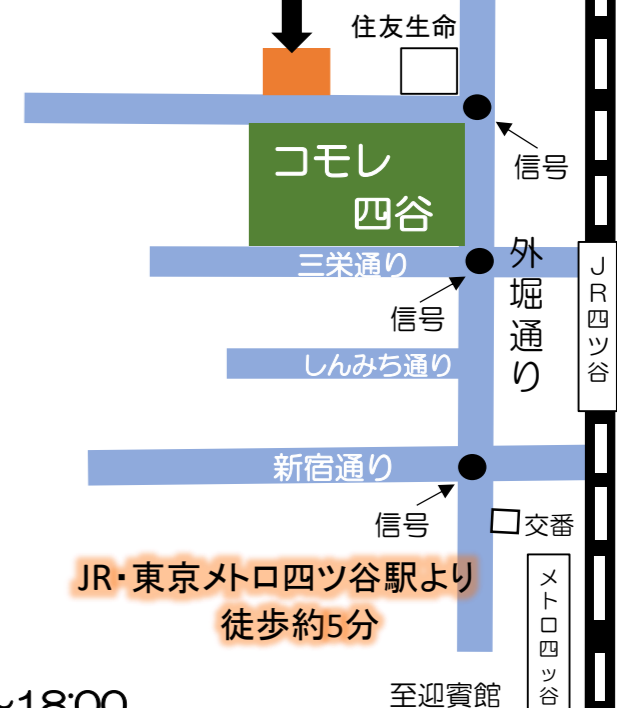 住友生命
信号
コモレ
四谷
外堀通り
三栄通り
JR四ツ谷
信号
しんみち通り
新宿通り
信号
交番
JR・東京メトロ四ツ谷駅より
徒歩約5分
メトロ四ツ谷
至迎賓館
~18:00